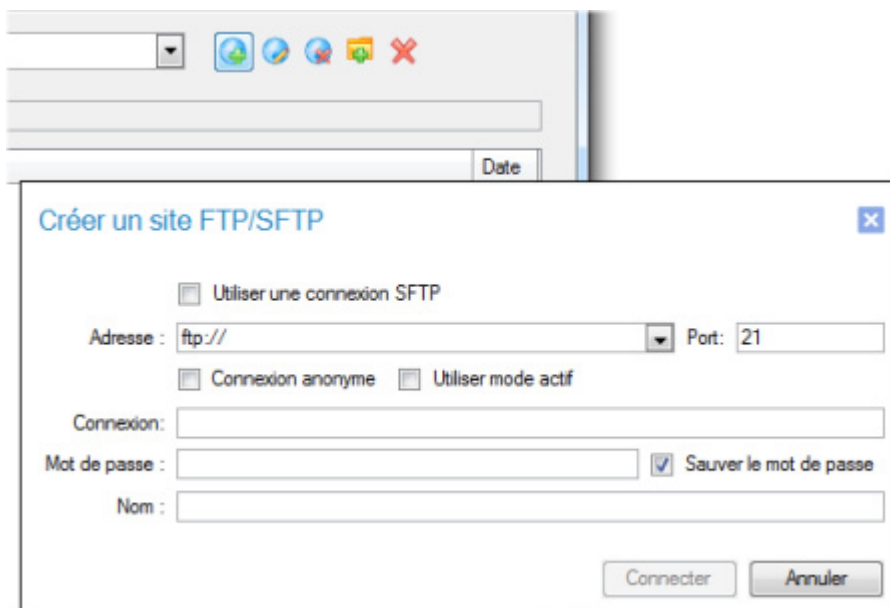 Date
Créer un site FTP/SFTP
Utiliser une connexion SFTP
Adresse : ftp:// Port: 21
Connexion anonyme Utiliser mode actif
Connexion:
Mot de passe : Sauver le mot de passe
Nom :
Connecter Annuler